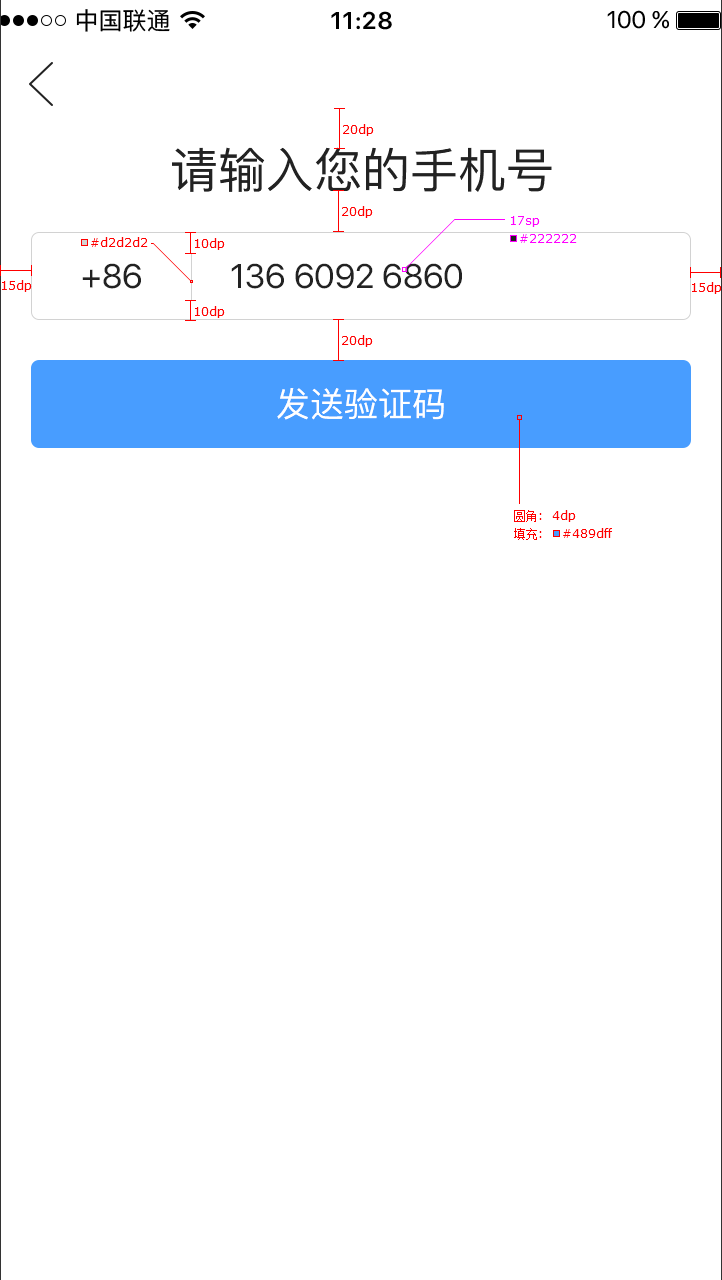 中国联通 11:28 100 %
20dp
请输入您的手机号
20dp
17sp
#d2d2d2 10dp #222222
+86 136 6092 6860
15dp 15dp
10dp
20dp
发送验证码
圆角: 4dp
填充: #489dff